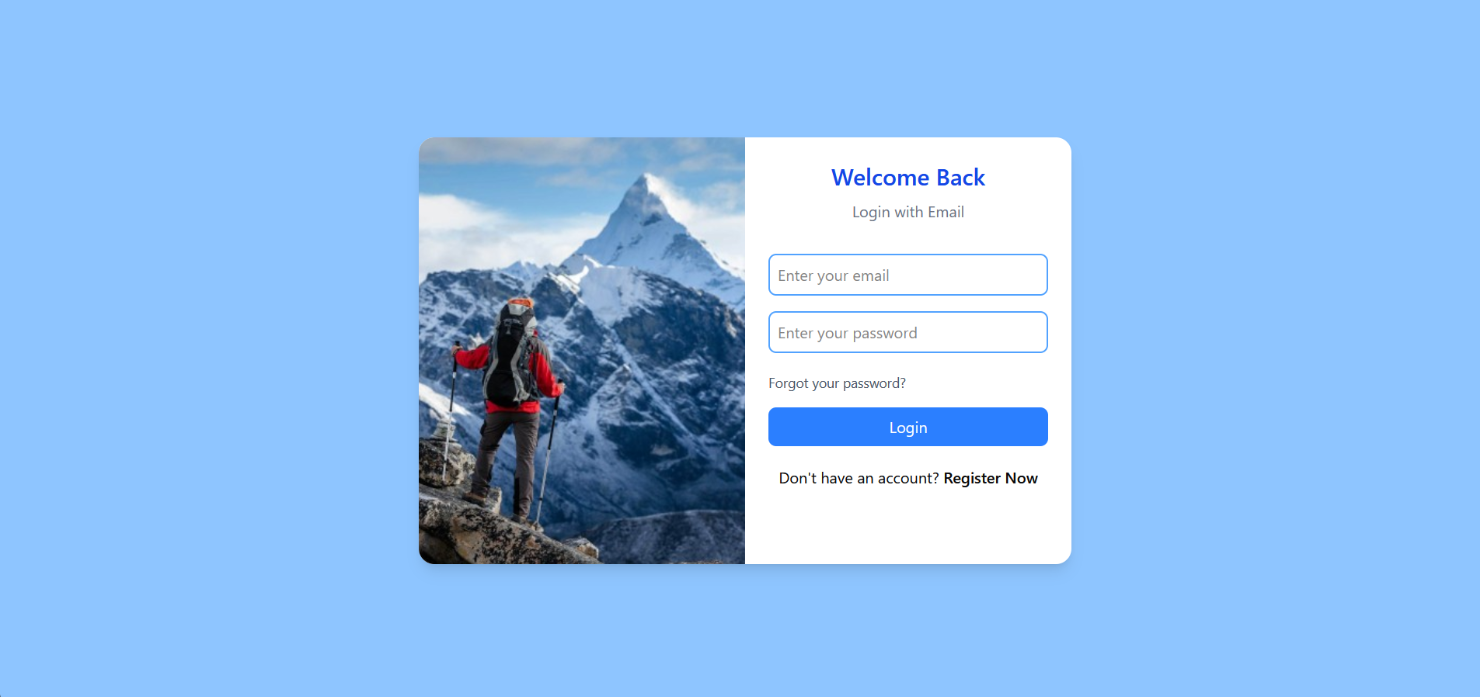 Welcome Back
Login with Email
Enter your email
Enter your password
Forgot your password?
Login
Don't have an account? Register Now